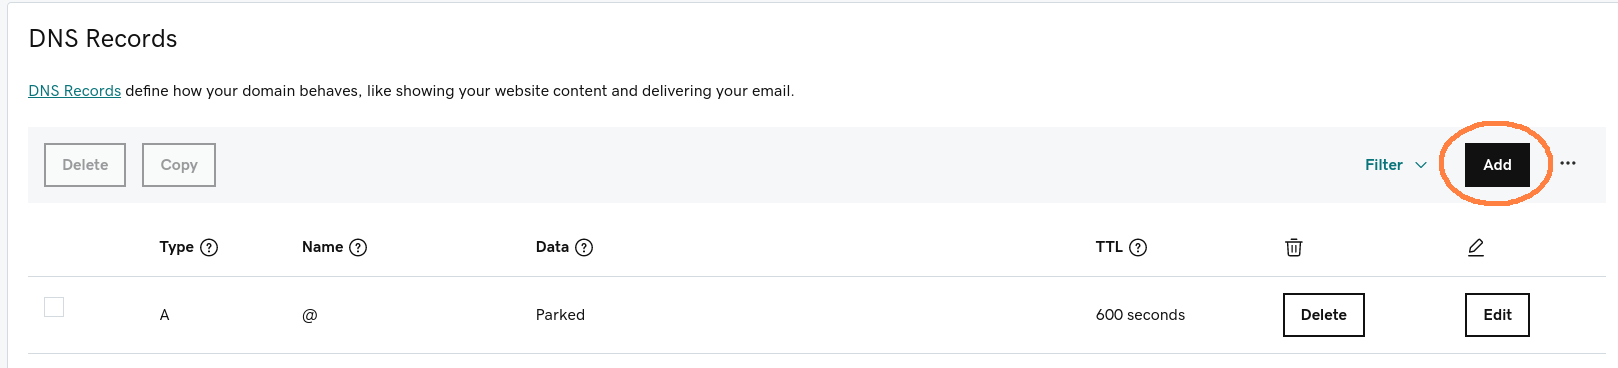 DNS Records
DNS Records define how your domain behaves, like showing your website content and delivering your email.
Delete Copy Filter Add ...
Type ? Name ? Data ? TTL ?
A @ Parked 600 seconds Delete Edit